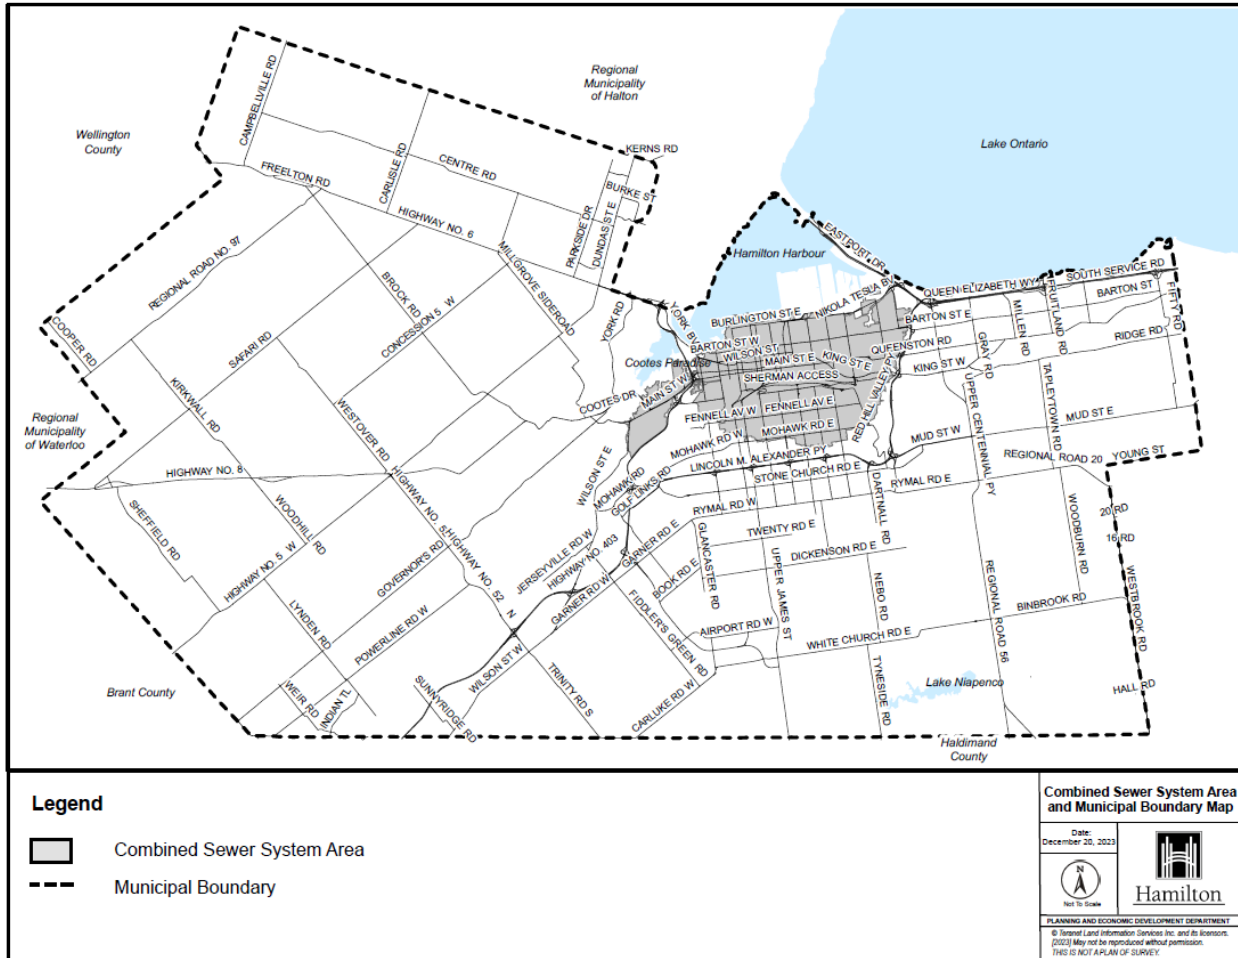 Regional
Municipality
of Halton
Wellington
County
Lake Ontario
CAMPBELLVILLE RD
KERNS RD
CENTRE RD
CARLISLE RD
FREELTON RD
BURKE ST
HIGHWAY NO. 6
PARKSIDE DR
DUNDAS ST E
EASTPORT DR
REGIONAL ROAD NO. 97
MILLGROVE SIDEROAD
Hamilton Harbour
BROCK RD
SOUTH SERVICE RD
QUEEN ELIZABETH WY
NIKOLA TESLA BV
FRUITLAND RD
BARTON ST
FIFTY RD
CONCESSION 5 W
YORK RD
YORK BV
BURLINGTON ST E
BARTON ST E
MILLEN RD
COOPER RD
SAFARI RD
BARTON ST W
WILSON ST
MAIN ST E
KING ST E
QUEENSTON RD
GRAY RD
RIDGE RD
Cootes Paradise
SHERMAN ACCESS
KING ST W
KIRKWALL RD
COOTES DR
MAIN ST W
RED HILL VALLEY PY
UPPER CENTENNIAL PY
TAPLEYTOWN RD
Regional
Municipality
of Waterloo
WESTOVER RD
FENNELL AV W
FENNELL AV E
MUD ST E
MOHAWK RD W
MOHAWK RD E
MUD ST W
LINCOLN M. ALEXANDER PY
REGIONAL ROAD 20
YOUNG ST
HIGHWAY NO. 8
WILSON ST E
MOHAWK RD
GOLF LINKS RD
STONE CHURCH RD E
RYMAL RD E
SHEFFIELD RD
WOODHILL RD
HIGHWAY NO. 5
HIGHWAY NO. 52 N
RYMAL RD W
DARTNALL RD
WOODBURN RD
20 RD
TWENTY RD E
16 RD
HIGHWAY NO. 5 W
GOVERNOR'S RD
JERSEYVILLE RD W
HIGHWAY NO. 403
GARNER RD E
GLANCASTER RD
DICKENSON RD E
BOOK RD E
GARNER RD W
UPPER JAMES ST
NEBO RD
REGIONAL ROAD 56
BINBROOK RD
WESTBROOK RD
LYNDEN RD
POWERLINE RD W
FIDDLER'S GREEN RD
AIRPORT RD W
WHITE CHURCH RD E
WILSON ST W
TRINITY RD S
Brant County
WEIR RD
INDIAN TL
SUNNYRIDGE RD
CARLUKE RD W
TYNESIDE RD
Lake Niapenco
HALL RD
Haldimand
County
Legend
Combined Sewer System Area
Municipal Boundary
Combined Sewer System Area
and Municipal Boundary Map
Date:
December 20, 2023
N
Not To Scale
Hamilton
PLANNING AND ECONOMIC DEVELOPMENT DEPARTMENT
© Teranet Land Information Services Inc. and its licensors.
[2023] May not be reproduced without permission.
THIS IS NOT A PLAN OF SURVEY.